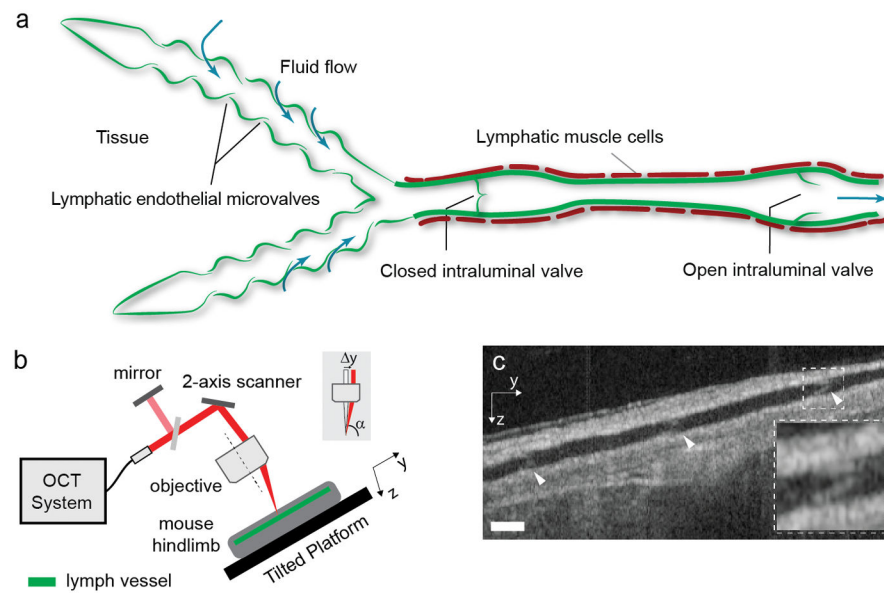 a
Fluid flow
Tissue
Lymphatic muscle cells
Lymphatic endothelial microvalves
Closed intraluminal valve
Open intraluminal valve
b
mirror
2-axis scanner
Δy
α
OCT
System
objective
y
z
mouse
hindlimb
Tilted Platform
lymph vessel
c
y
z